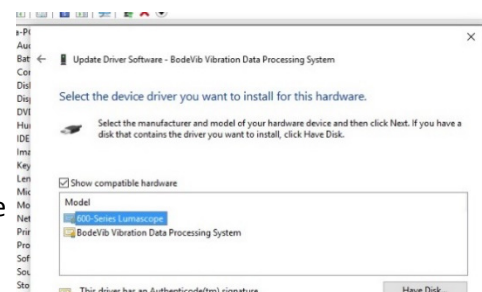 Update Driver Software - BodeVib Vibration Data Processing System
Select the device driver you want to install for this hardware.
Select the manufacturer and model of your hardware device and then click Next. If you have a
disk that contains the driver you want to install, click Have Disk.
Show compatible hardware
Model
600-Series Lumascope
BodeVib Vibration Data Processing System
This driver has an Authenticode(tm) signature
Have Disk...
-PC
Aud
Bat
Cor
Disk
Disp
DVI
Hur
IDE
Ima
Key
Len
Mic
Mo
Net
Prir
Pro
Sof
Sou
Sto
e